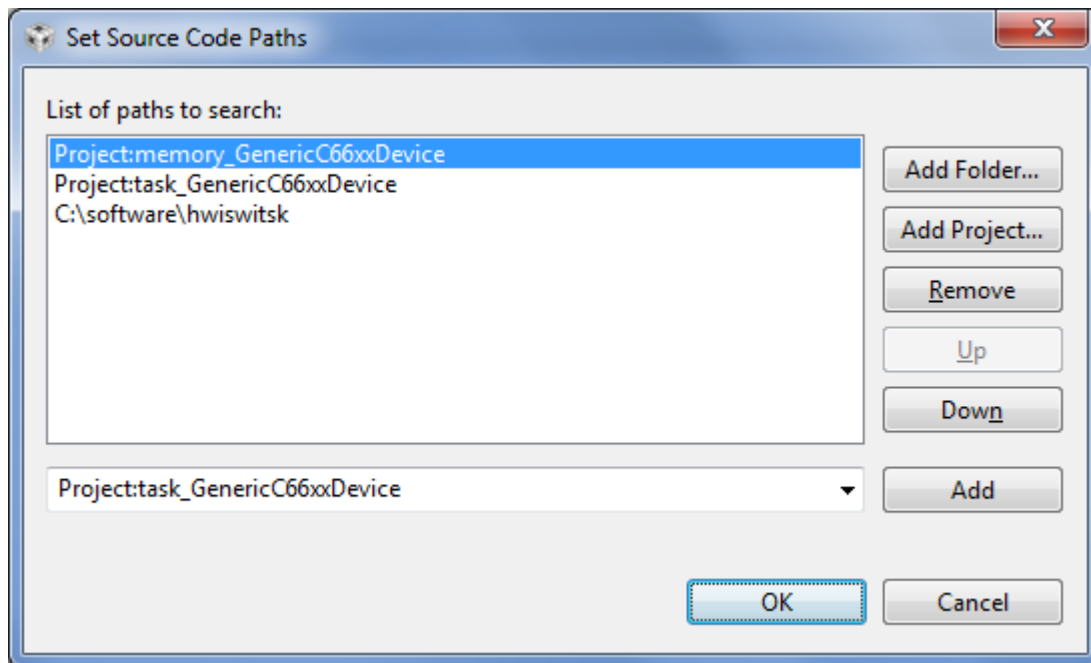 Set Source Code Paths
List of paths to search:
Project:memory_GenericC66xxDevice
Project:task_GenericC66xxDevice
C:\software\hwiswitsk
Add Folder...
Add Project...
Remove
Up
Down
Project:task_GenericC66xxDevice
Add
OK
Cancel